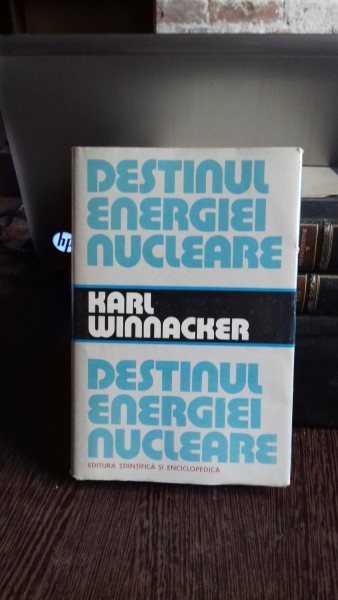 DESTINUL
ENERGIEI
NUCLEARE
KARL
WINNACKER
DESTINUL
ENERGIEI
NUCLEARE
EDITURA ŞTIINŢIFICĂ ŞI ENCICLOPEDICĂ
hp